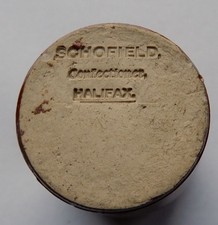 SCHOFIELD,
Confectioner,
HALIFAX.